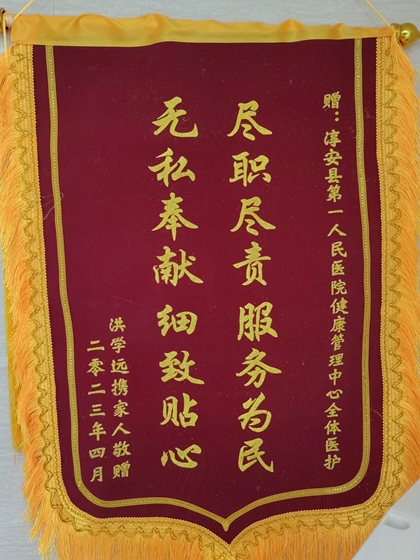 赠：淳安县第一人民医院健康管理中心全体医护
尽职尽责服务为民
无私奉献细致贴心
洪学远携家人敬赠
二零二三年四月